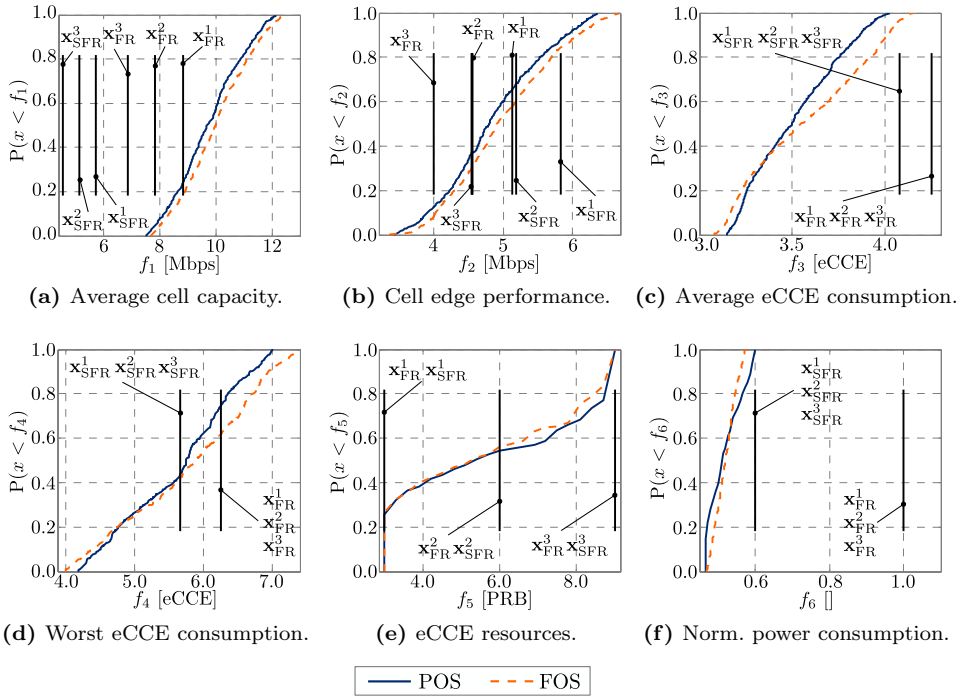 P(x < f₁)
1.0
0.8
0.6
0.4
0.2
0.0
x³SFR
x³FR
x²FR
x¹FR
x²SFR
x¹SFR
6 8 10 12
f₁ [Mbps]
(a) Average cell capacity.
P(x < f₂)
1.0
0.8
0.6
0.4
0.2
0.0
x³FR
x²FR
x¹FR
x³SFR
x²SFR
x¹SFR
4 5 6
f₂ [Mbps]
(b) Cell edge performance.
P(x < f₃)
1.0
0.8
0.6
0.4
0.2
0.0
x¹SFR x²SFR x³SFR
x¹FR x²FR x³FR
3.0 3.5 4.0
f₃ [eCCE]
(c) Average eCCE consumption.
P(x < f₄)
1.0
0.8
0.6
0.4
0.2
0.0
x¹SFR x²SFR x³SFR
x¹FR
x²FR
x³FR
4.0 5.0 6.0 7.0
f₄ [eCCE]
(d) Worst eCCE consumption.
P(x < f₅)
1.0
0.8
0.6
0.4
0.2
0.0
x¹FR x¹SFR
x²FR x²SFR
x³FR x³SFR
4.0 6.0 8.0
f₅ [PRB]
(e) eCCE resources.
P(x < f₆)
1.0
0.8
0.6
0.4
0.2
0.0
x¹SFR
x²SFR
x³SFR
x¹FR
x²FR
x³FR
0.6 0.8 1.0
f₆ []
(f) Norm. power consumption.
POS FOS